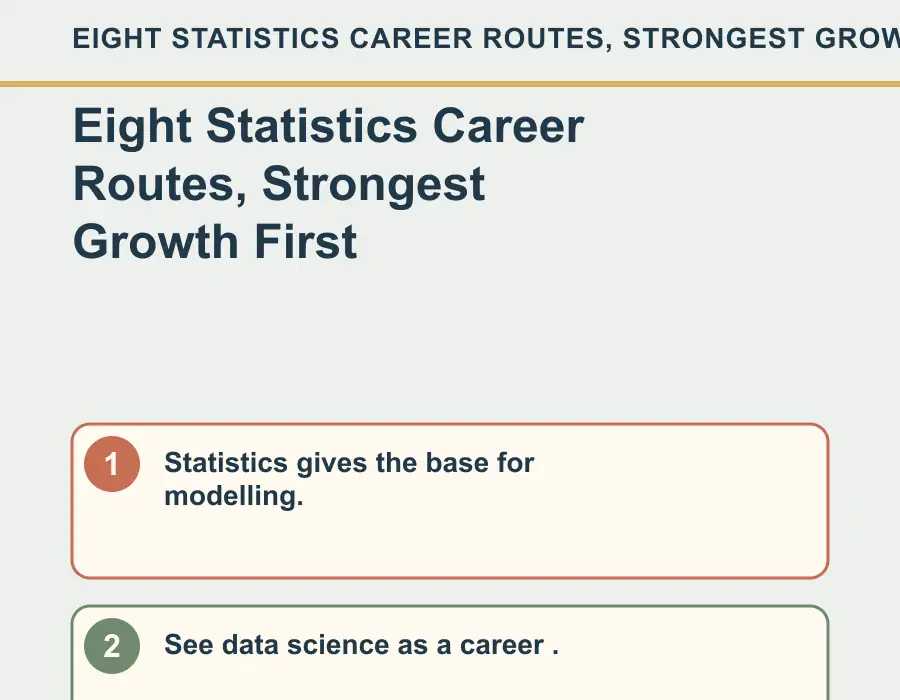 EIGHT STATISTICS CAREER ROUTES, STRONGEST GROW
Eight Statistics Career
Routes, Strongest
Growth First
1
Statistics gives the base for
modelling.
2
See data science as a career .